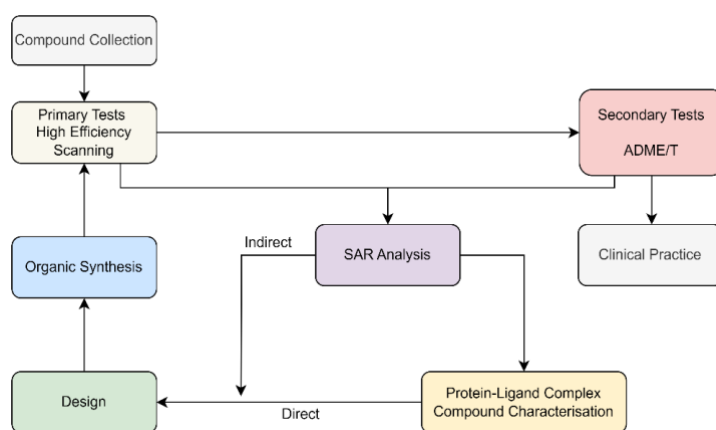 Compound Collection
Primary Tests
High Efficiency
Scanning
Secondary Tests
ADME/T
Indirect
Organic Synthesis
SAR Analysis
Clinical Practice
Design
Direct
Protein-Ligand Complex
Compound Characterisation